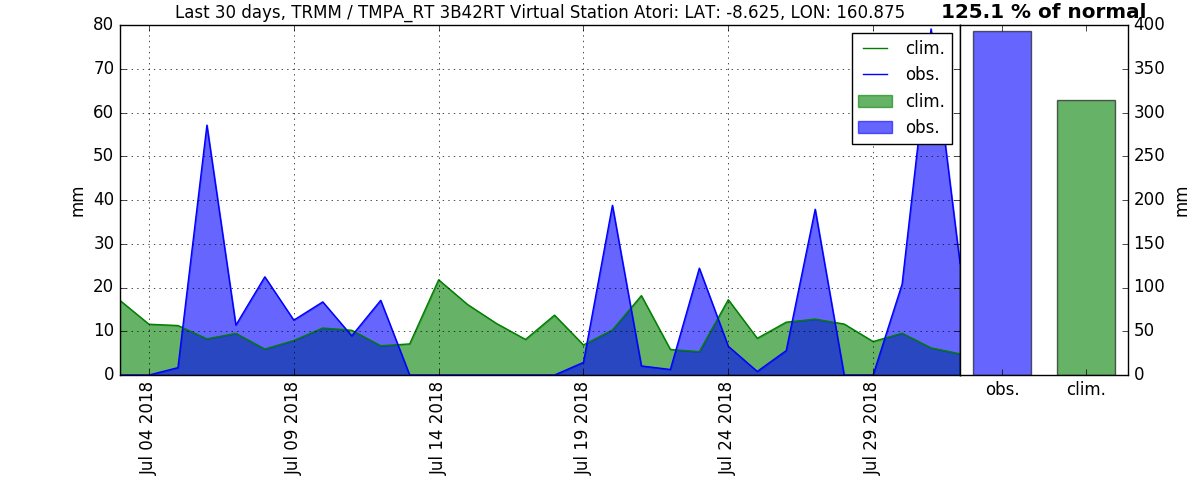 Last 30 days, TRMM / TMPA_RT 3B42RT Virtual Station Atori: LAT: -8.625, LON: 160.875
125.1 % of normal
80
70
60
50
40
30
20
10
0
mm
clim.
obs.
clim.
obs.
Jul 04 2018
Jul 09 2018
Jul 14 2018
Jul 19 2018
Jul 24 2018
Jul 29 2018
400
350
300
250
200
150
100
50
0
mm
obs.
clim.